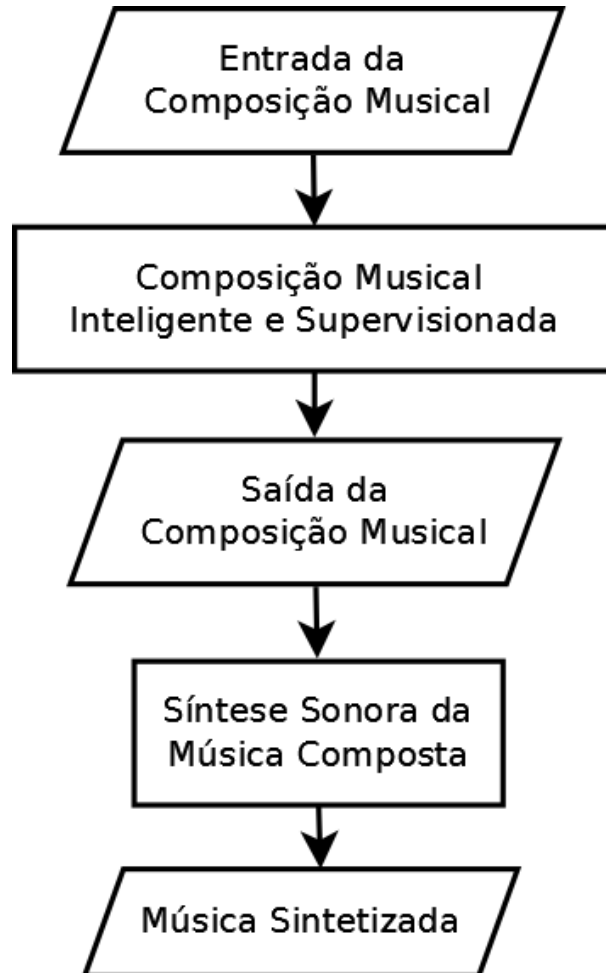 Entrada da
Composição Musical
Composição Musical
Inteligente e Supervisionada
Saída da
Composição Musical
Síntese Sonora da
Música Composta
Música Sintetizada